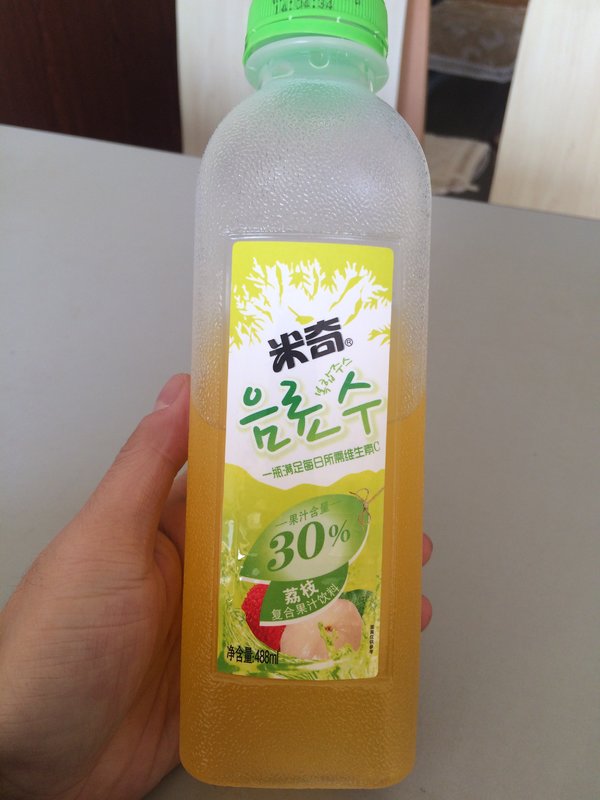 米奇®
음료수
一瓶满足每日所需维生素C
果汁含量
30%
荔枝
复合果汁饮料
净含量:488ml